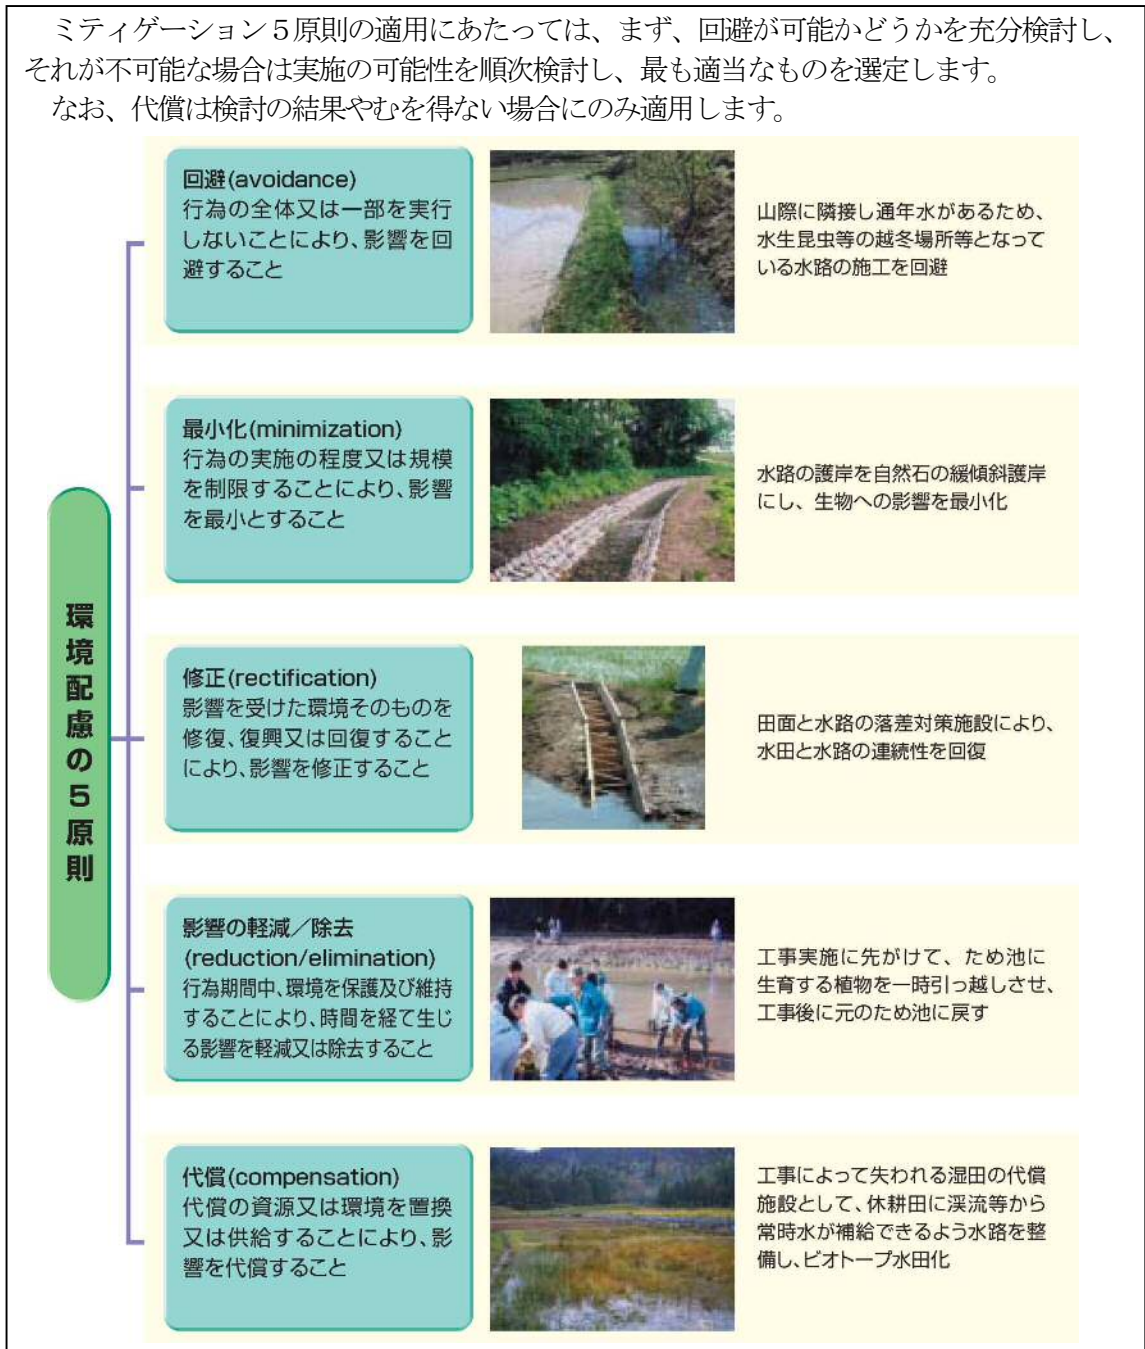 ミティゲーション５原則の適用にあたっては、まず、回避が可能かどうかを充分検討し、
それが不可能な場合は実施の可能性を順次検討し、最も適当なものを選定します。
なお、代償は検討の結果やむを得ない場合にのみ適用します。
環境配慮の５原則
回避(avoidance)
行為の全体又は一部を実行
しないことにより、影響を回
避すること
山際に隣接し通年水があるため、
水生昆虫等の越冬場所等となって
いる水路の施工を回避
最小化(minimization)
行為の実施の程度又は規模
を制限することにより、影響
を最小とすること
水路の護岸を自然石の緩傾斜護岸
にし、生物への影響を最小化
修正(rectification)
影響を受けた環境そのものを
修復、復興又は回復すること
により、影響を修正すること
田面と水路の落差対策施設により、
水田と水路の連続性を回復
影響の軽減／除去
(reduction/elimination)
行為期間中、環境を保護及び維持
することにより、時間を経て生じ
る影響を軽減又は除去すること
工事実施に先がけて、ため池に
生育する植物を一時引っ越しさせ、
工事後に元のため池に戻す
代償(compensation)
代償の資源又は環境を置換
又は供給することにより、影
響を代償すること
工事によって失われる湿田の代償
施設として、休耕田に渓流等から
常時水が補給できるよう水路を整
備し、ビオトープ水田化